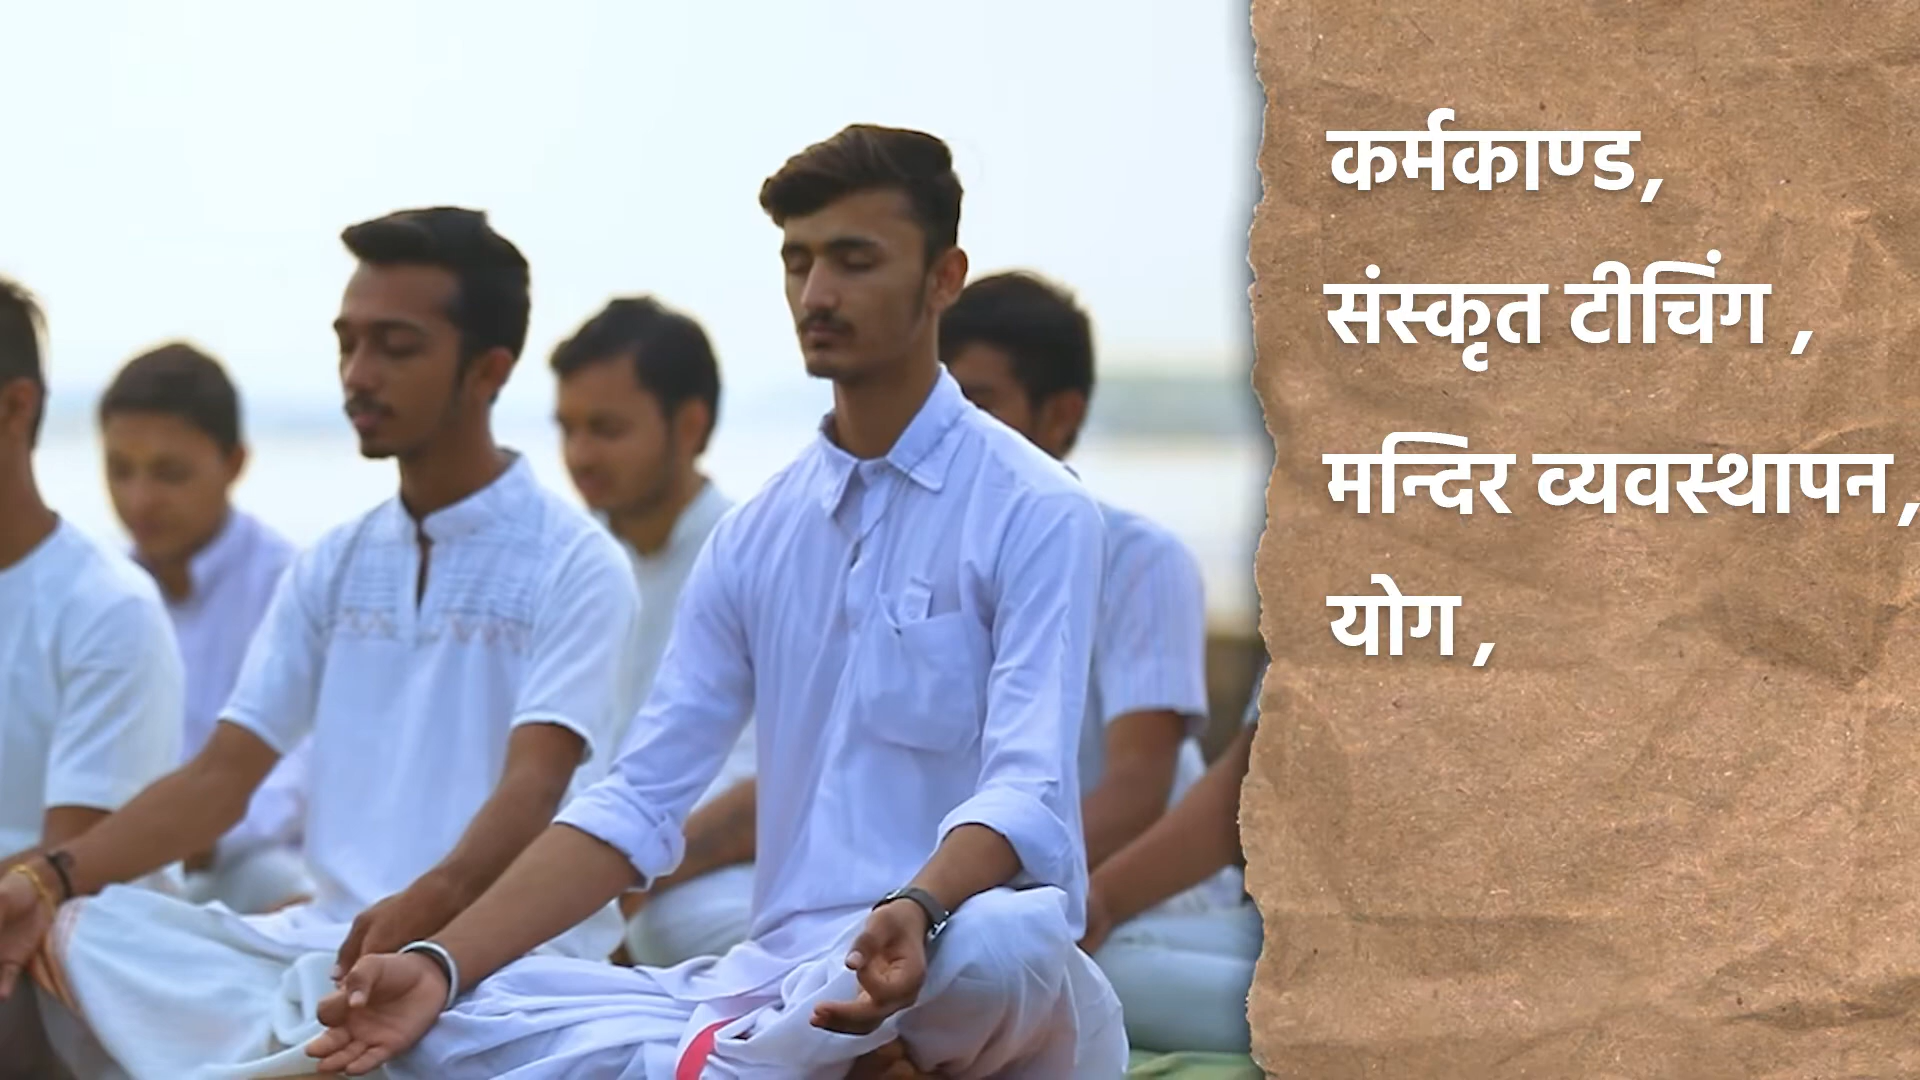 कर्मकाण्ड,
संस्कृत टीचिंग ,
मन्दिर व्यवस्थापन,
योग ,